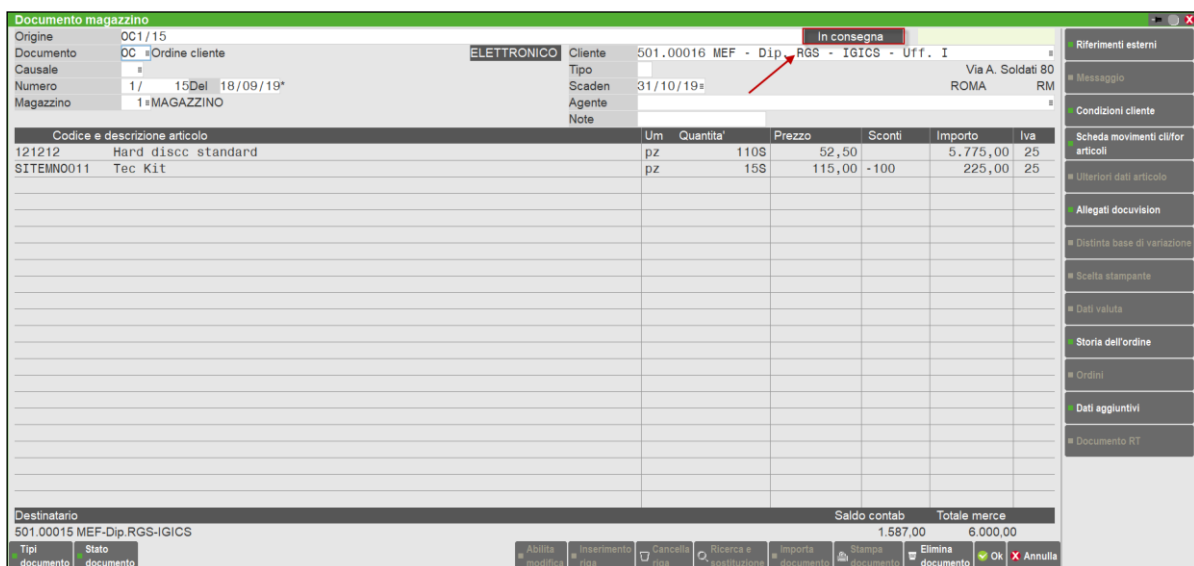 Documento magazzino
Origine OC1/15 In consegna
Documento OC Ordine cliente ELETTRONICO Cliente 501.00016 MEF - Dip. RGS - IGICS - Uff. I
Causale Tipo Via A. Soldati 80
Numero 1/ 15Del 18/09/19* Scaden 31/10/19 ROMA RM
Magazzino 1 MAGAZZINO Agente
Note
Codice e descrizione articolo Um Quantita' Prezzo Sconti Importo Iva
121212 Hard discc standard pz 110S 52,50 5.775,00 25
SITEMNO011 Tec Kit pz 15S 115,00 -100 225,00 25
Destinatario Saldo contab Totale merce
501.00015 MEF-Dip.RGS-IGICS 1.587,00 6.000,00
Tipi documento
Stato documento
Abilita modifica
Inserimento riga
Cancella riga
Ricerca e sostituzione
Importa documento
Stampa documento
Elimina documento
Ok
Annulla
Riferimenti esterni
Messaggio
Condizioni cliente
Scheda movimenti cli/for
articoli
Ulteriori dati articolo
Allegati docuvision
Distinta base di variazione
Scelta stampante
Dati valuta
Storia dell'ordine
Ordini
Dati aggiuntivi
Documento RT